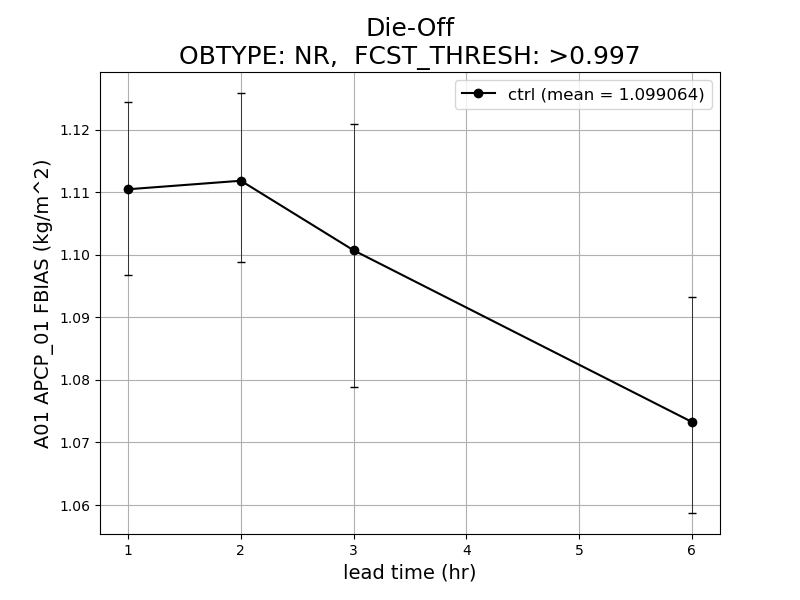 Die-Off
OBTYPE: NR,  FCST_THRESH: >0.997
ctrl (mean = 1.099064)
A01 APCP_01 FBIAS (kg/m^2)
1.12
1.11
1.10
1.09
1.08
1.07
1.06
1 2 3 4 5 6
lead time (hr)